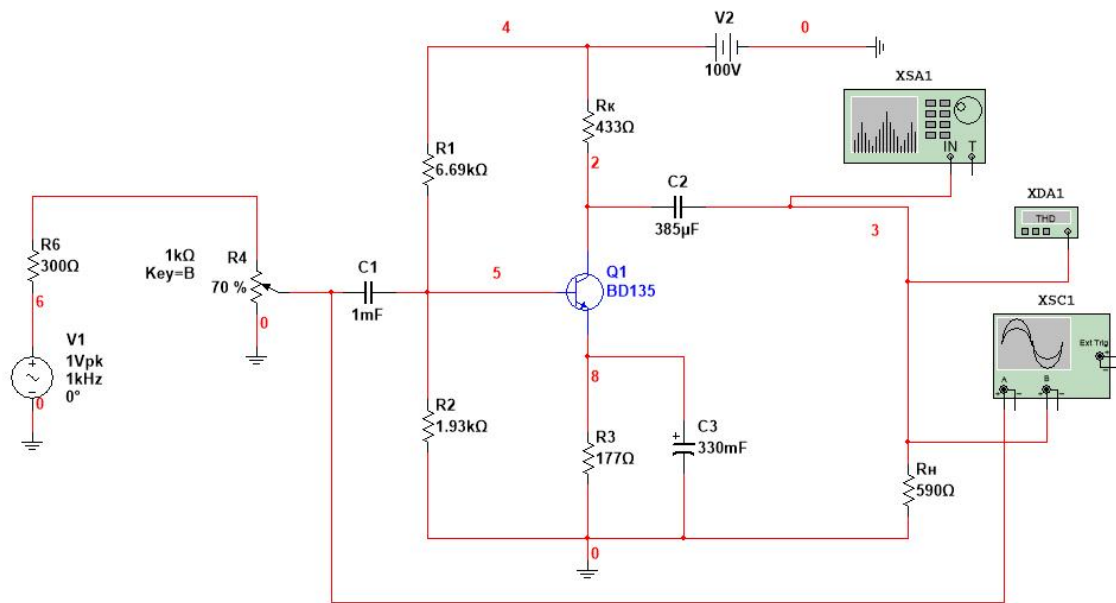 4
V2
0
100V
XSA1
IN T
Rк
433Ω
2
R1
6.69kΩ
C2
385µF
3
XDA1
THD
R6
300Ω
1kΩ
Key=B
R4
70 %
C1
1mF
5
Q1
BD135
XSC1
Ext Trig
A
B
6
0
V1
1Vpk
1kHz
0°
0
8
R2
1.93kΩ
R3
177Ω
C3
330mF
Rн
590Ω
0